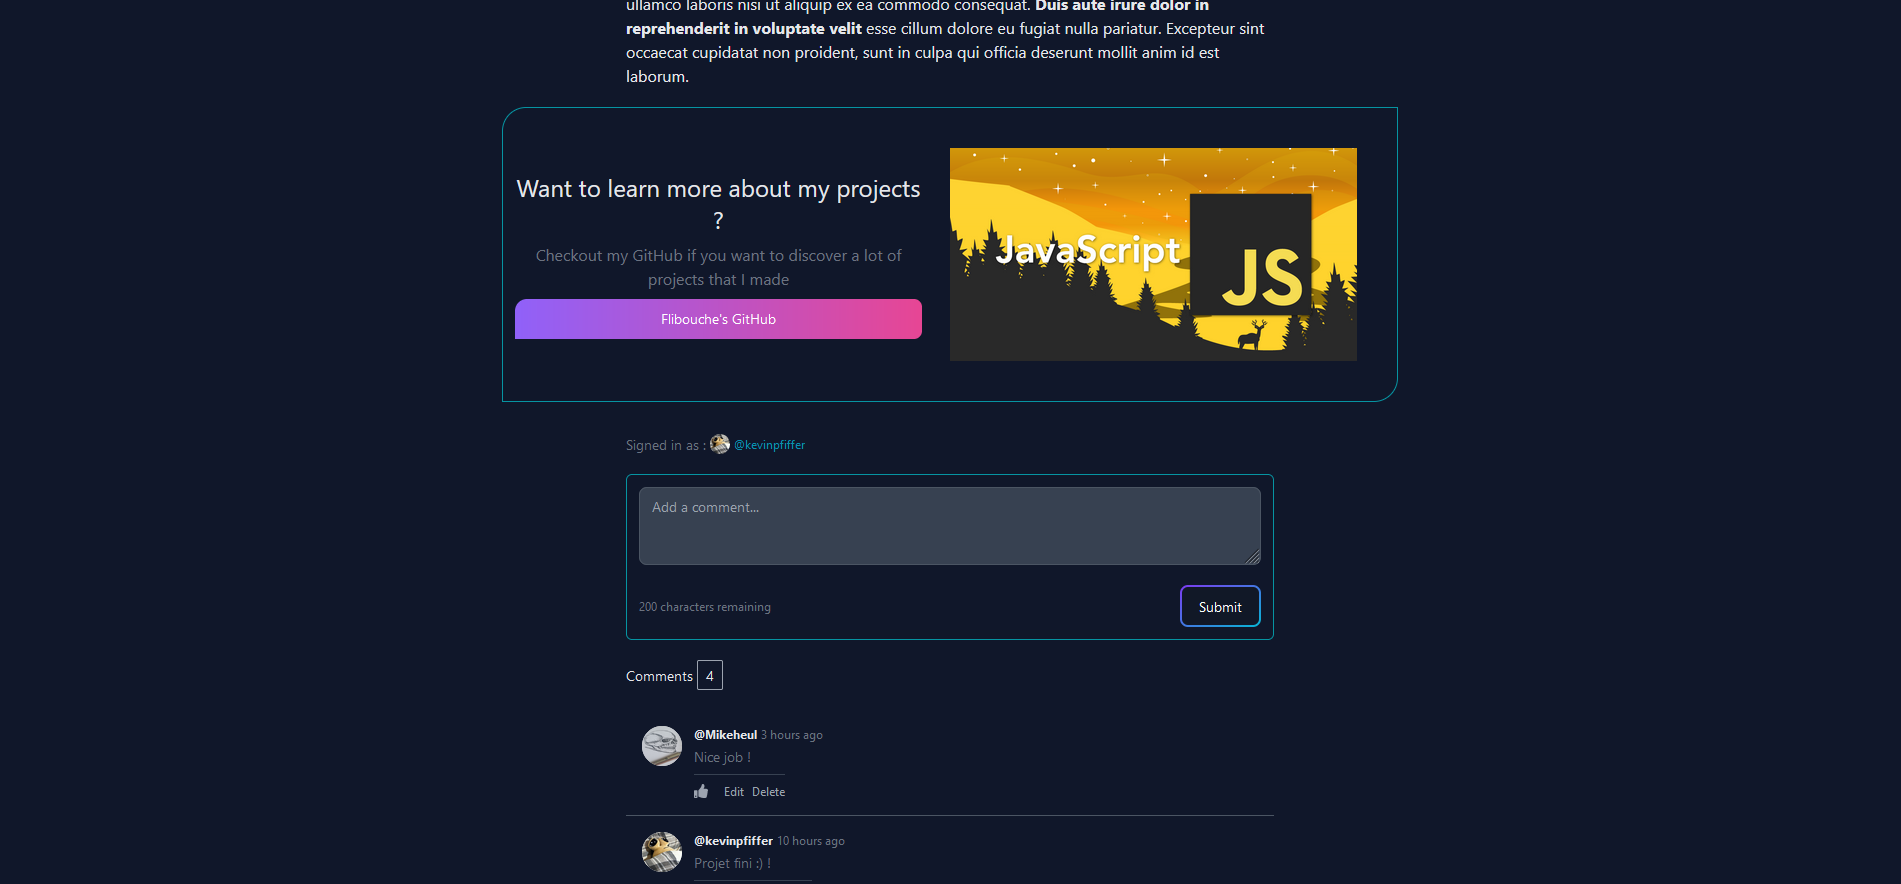 ullamco laboris nisi ut aliquip ex ea commodo consequat. Duis aute irure dolor in
reprehenderit in voluptate velit esse cillum dolore eu fugiat nulla pariatur. Excepteur sint
occaecat cupidatat non proident, sunt in culpa qui officia deserunt mollit anim id est
laborum.
Want to learn more about my projects
?
Checkout my GitHub if you want to discover a lot of
projects that I made
Flibouche's GitHub
JavaScript
JS
Signed in as : @kevinpfiffer
Add a comment...
200 characters remaining
Submit
Comments 4
@Mikeheul 3 hours ago
Nice job !
Edit Delete
@kevinpfiffer 10 hours ago
Projet fini :) !